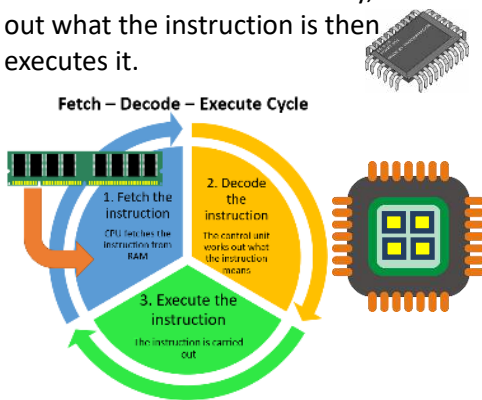 out what the instruction is then
executes it.
Fetch – Decode – Execute Cycle
1. Fetch the
instruction
CPU fetches the
instruction from
RAM
2. Decode
the
instruction
The control unit
works out what
the instruction
means
3. Execute the
instruction
The instruction is carried
out